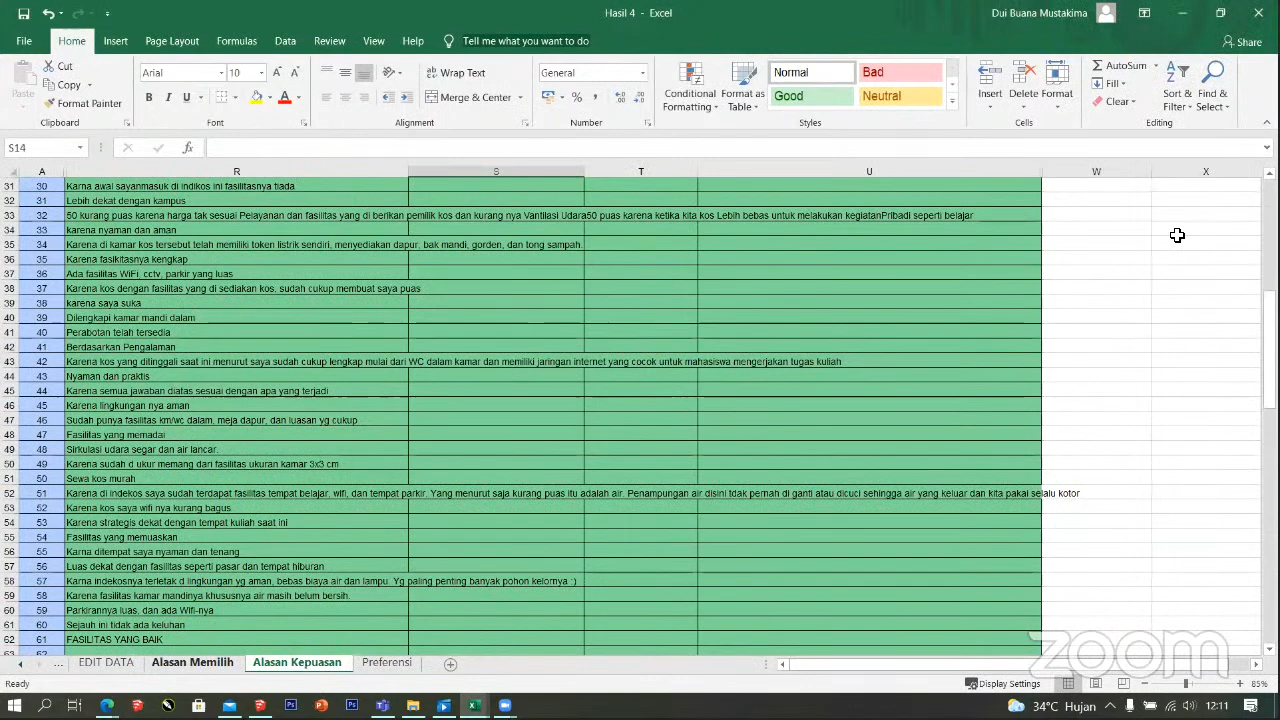 Hasil 4 - Excel
Dui Buana Mustakima
File Home Insert Page Layout Formulas Data Review View Help Tell me what you want to do Share
Paste
Cut
Copy
Format Painter
Clipboard
Arial 10
B I U
Font
Wrap Text
Merge & Center
Alignment
General
Number
Conditional Formatting
Format as Table
Normal Bad
Good Neutral
Styles
Insert Delete Format
Cells
AutoSum
Fill
Clear
Sort & Filter
Find & Select
Editing
S14 fx
A R S T U W X
31 30 Karna awal sayanmasuk di indikos ini fasilitasnya tiada
32 31 Lebih dekat dengan kampus
33 32 50 kurang puas karena harga tak sesuai Pelayanan dan fasilitas yang di berikan pemilik kos dan kurang nya Vantilasi Udara50 puas karena ketika kita kos Lebih bebas untuk melakukan kegiatanPribadi seperti belajar
34 33 karena nyaman dan aman
35 34 Karena di kamar kos tersebut telah memiliki token listrik sendiri, menyediakan dapur, bak mandi, gorden, dan tong sampah.
36 35 Karena fasikitasnya kengkap
37 36 Ada fasilitas WiFi, cctv, parkir yang luas
38 37 Karena kos dengan fasilitas yang di sediakan kos, sudah cukup membuat saya puas
39 38 karena saya suka
40 39 Dilengkapi kamar mandi dalam
41 40 Perabotan telah tersedia
42 41 Berdasarkan Pengalaman
43 42 Karena kos yang ditinggali saat ini menurut saya sudah cukup lengkap mulai dari WC dalam kamar dan memiliki jaringan internet yang cocok untuk mahasiswa mengerjakan tugas kuliah
44 43 Nyaman dan praktis
45 44 Karena semua jawaban diatas sesuai dengan apa yang terjadi
46 45 Karena lingkungan nya aman
47 46 Sudah punya fasilitas km/wc dalam, meja dapur, dan luasan yg cukup
48 47 Fasilitas yang memadai
49 48 Sirkulasi udara segar dan air lancar.
50 49 Karena sudah d ukur memang dari fasilitas ukuran kamar 3x3 cm
51 50 Sewa kos murah
52 51 Karena di indekos saya sudah terdapat fasilitas tempat belajar, wifi, dan tempat parkir. Yang menurut saja kurang puas itu adalah air. Penampungan air disini tidak pernah di ganti atau dicuci sehingga air yang keluar dan kita pakai selalu kotor
53 52 Karena kos saya wifi nya kurang bagus
54 53 Karena strategis dekat dengan tempat kuliah saat ini
55 54 Fasilitas yang memuaskan
56 55 Karna ditempat saya nyaman dan tenang
57 56 Luas dekat dengan fasilitas seperti pasar dan tempat hiburan
58 57 Karna indekosnya terletak d lingkungan yg aman, bebas biaya air dan lampu. Yg paling penting banyak pohon kelornya :)
59 58 Karena fasilitas kamar mandinya khususnya air masih belum bersih.
60 59 Parkirannya luas, dan ada Wifi-nya
61 60 Sejauh ini tidak ada keluhan
62 61 FASILITAS YANG BAIK
... EDIT DATA Alasan Memilih Alasan Kepuasan Preferensi
zoom
Ready Display Settings 85%
34°C Hujan 12:11